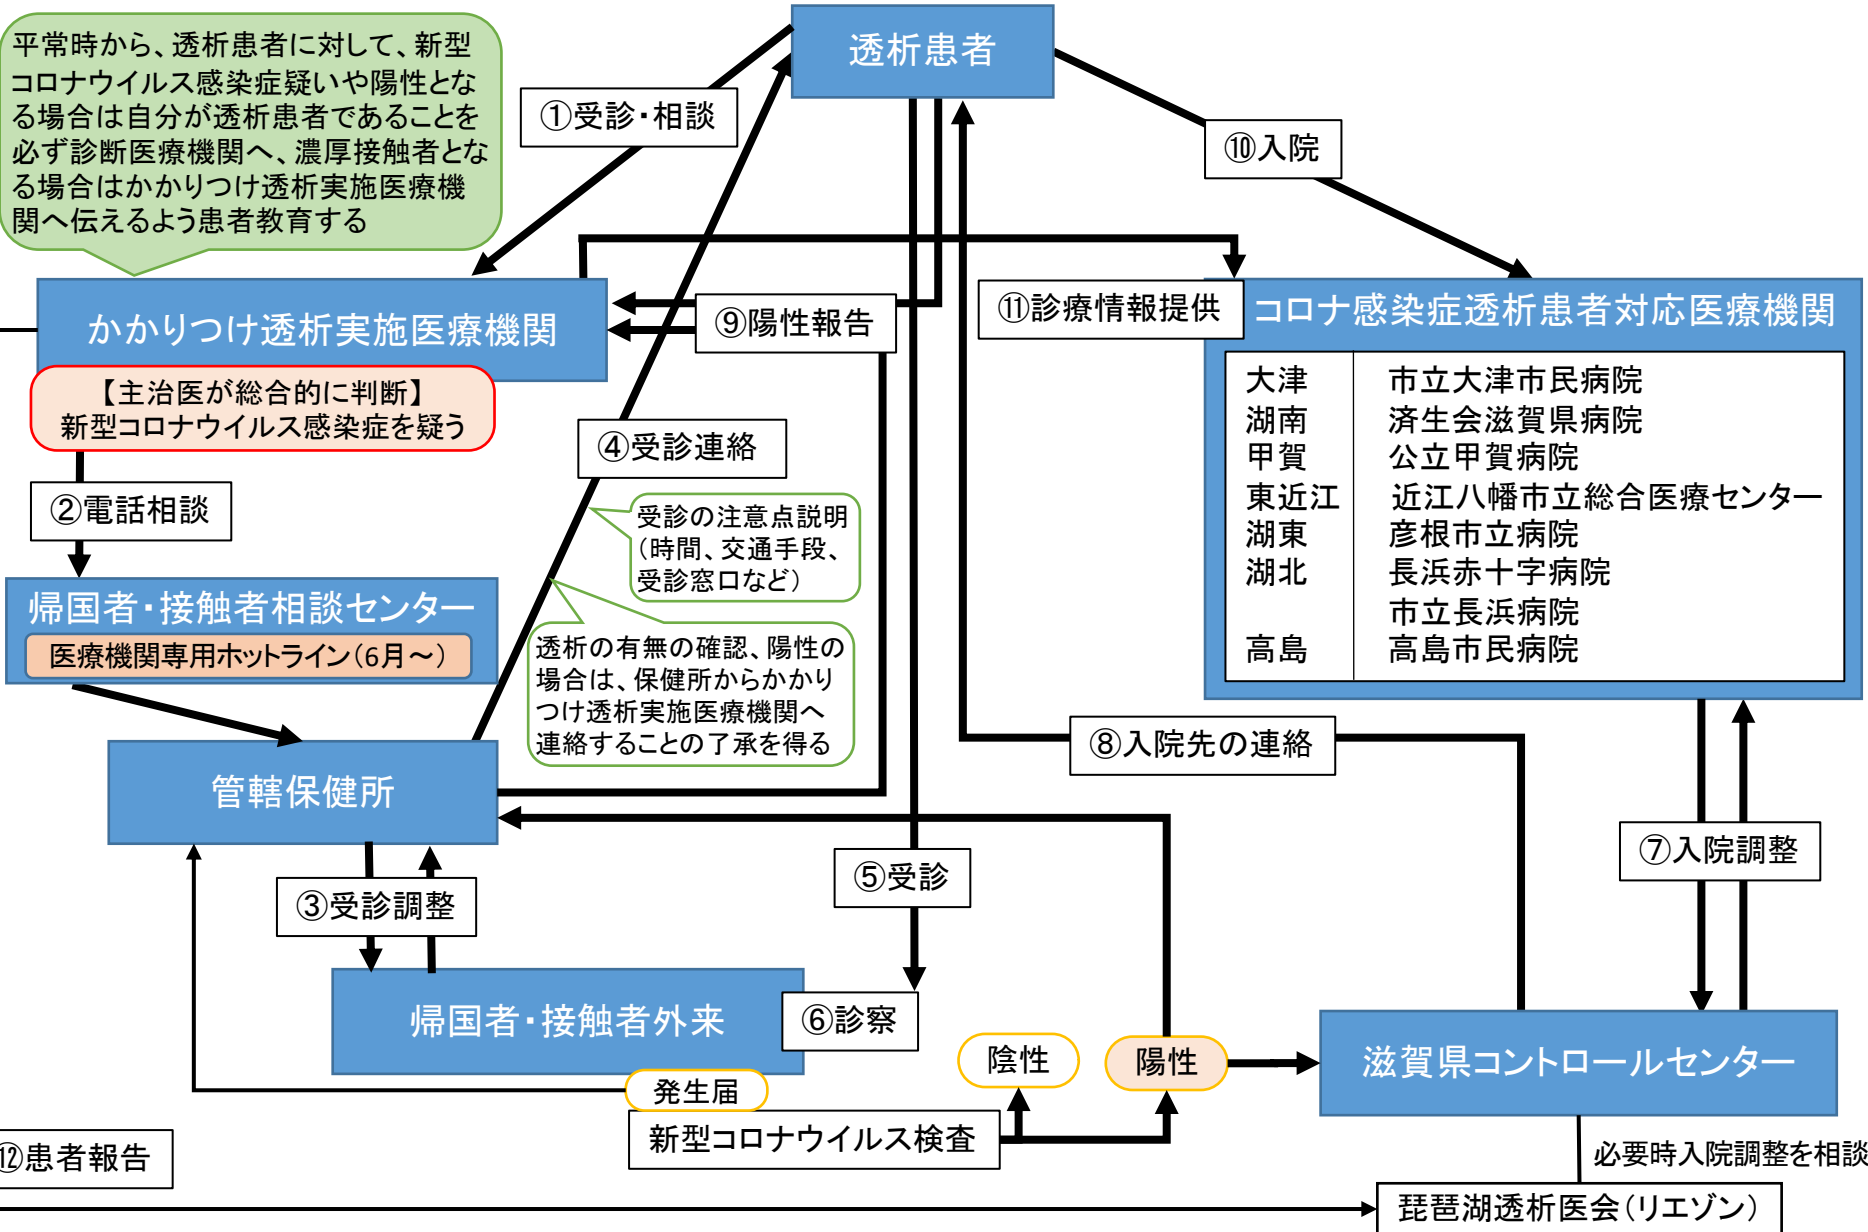 平常時から、透析患者に対して、新型
コロナウイルス感染症疑いや陽性とな
る場合は自分が透析患者であることを
必ず診断医療機関へ、濃厚接触者とな
る場合はかかりつけ透析実施医療機
関へ伝えるよう患者教育する
透析患者
①受診・相談
⑩入院
かかりつけ透析実施医療機関
【主治医が総合的に判断】
新型コロナウイルス感染症を疑う
⑨陽性報告
⑪診療情報提供
コロナ感染症透析患者対応医療機関
大津 市立大津市民病院
湖南 済生会滋賀県病院
甲賀 公立甲賀病院
東近江 近江八幡市立総合医療センター
湖東 彦根市立病院
湖北 長浜赤十字病院
市立長浜病院
高島 高島市民病院
②電話相談
④受診連絡
受診の注意点説明
(時間、交通手段、
受診窓口など)
帰国者・接触者相談センター
医療機関専用ホットライン(6月～)
透析の有無の確認、陽性の
場合は、保健所からかかり
つけ透析実施医療機関へ
連絡することの了承を得る
管轄保健所
⑧入院先の連絡
⑦入院調整
③受診調整
⑤受診
帰国者・接触者外来
⑥診察
陰性
陽性
滋賀県コントロールセンター
発生届
新型コロナウイルス検査
⑫患者報告
必要時入院調整を相談
琵琶湖透析医会(リエゾン)